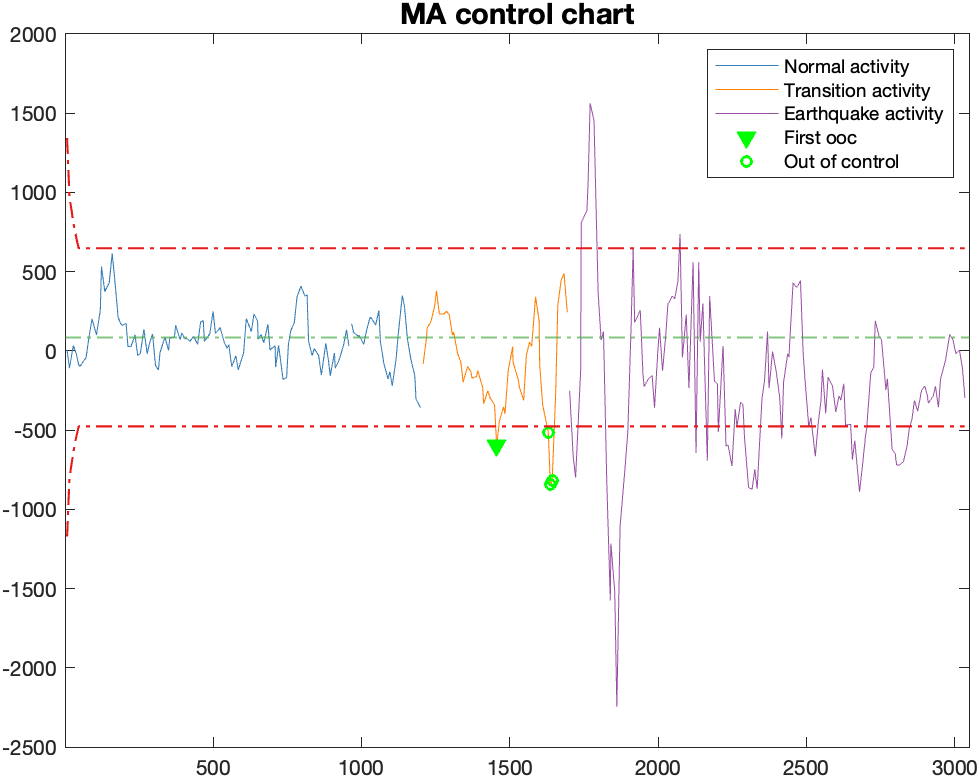 MA control chart
2000
1500
1000
500
0
-500
-1000
-1500
-2000
-2500
Normal activity
Transition activity
Earthquake activity
First ooc
Out of control
500 1000 1500 2000 2500 3000